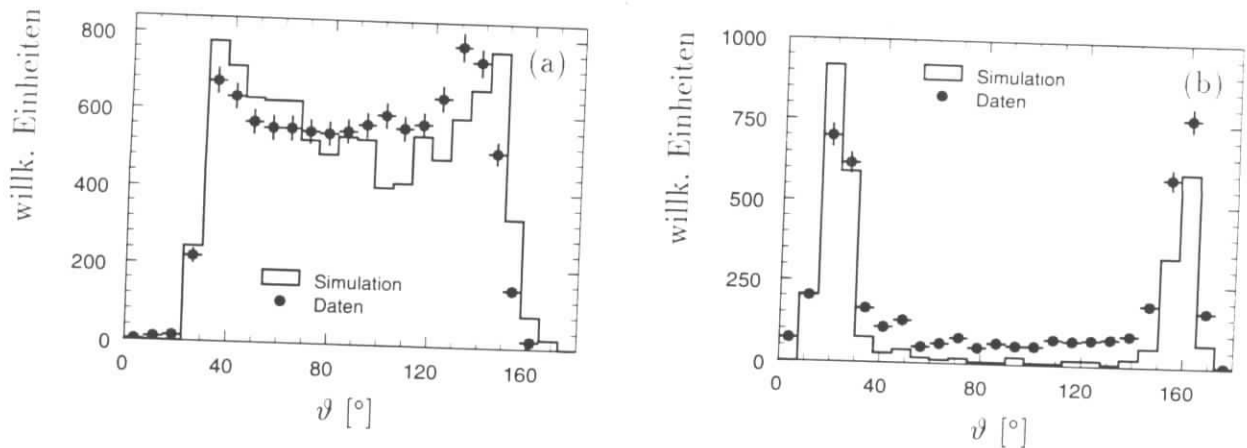 800
600
400
200
0
willk. Einheiten
(a)
Simulation
Daten
0 40 80 120 160
ϑ [°]
1000
750
500
250
0
willk. Einheiten
(b)
Simulation
Daten
0 40 80 120 160
ϑ [°]